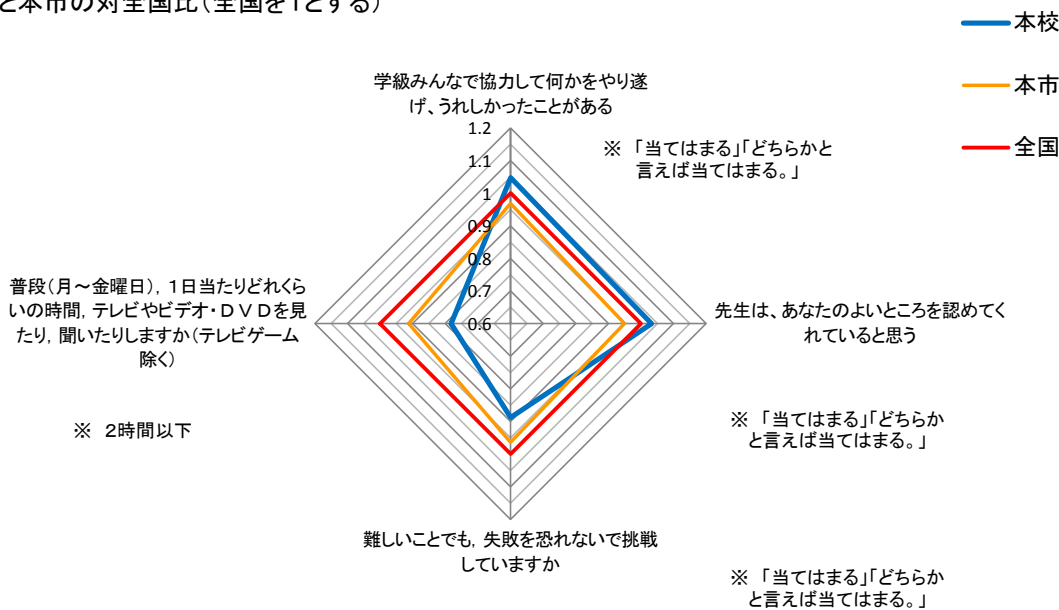 と本市の対全国比(全国を1とする)
本校
本市
全国
学級みんなで協力して何かをやり遂
げ、うれしかったことがある
※ 「当てはまる」「どちらかと
言えば当てはまる。」
1.2
1.1
1
0.9
0.8
0.7
0.6
先生は、あなたのよいところを認めてく
れていると思う
※ 「当てはまる」「どちらか
と言えば当てはまる。」
普段(月～金曜日)，1日当たりどれくら
いの時間，テレビやビデオ・ＤＶＤを見
たり，聞いたりしますか(テレビゲーム
除く)
※ 2時間以下
難しいことでも，失敗を恐れないで挑戦
していますか
※ 「当てはまる」「どちらか
と言えば当てはまる。」